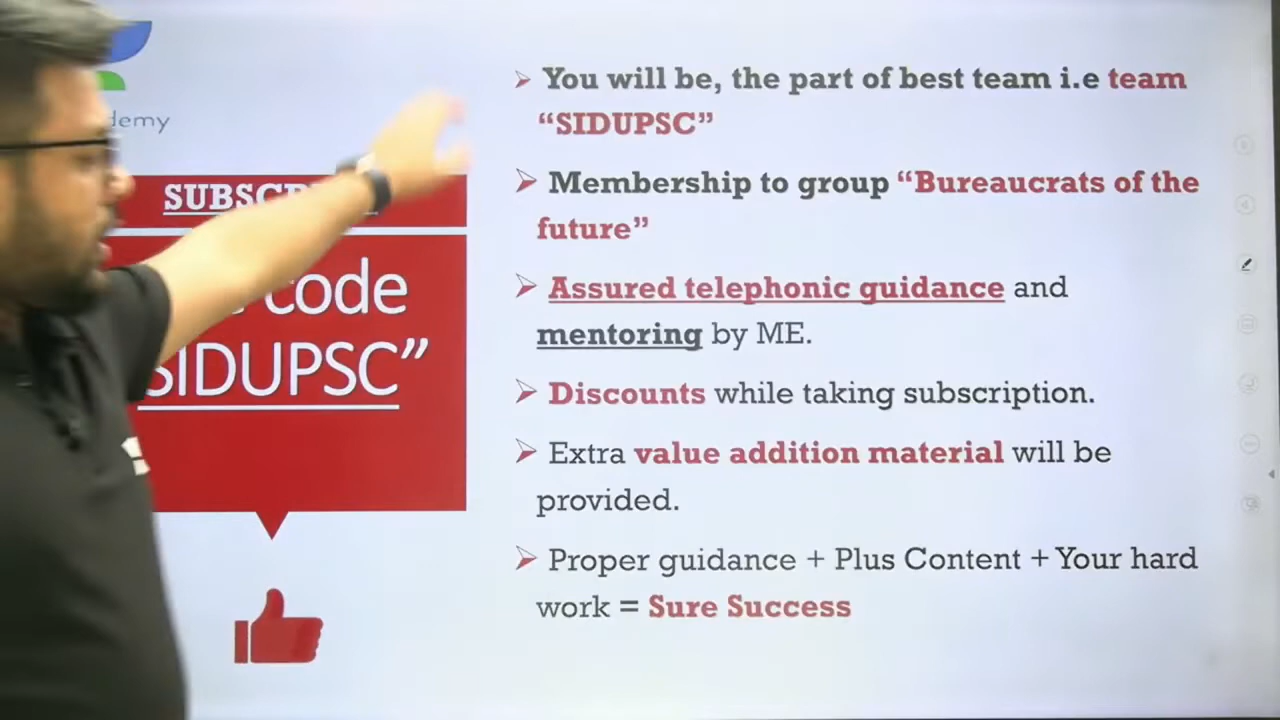 SUBSCR
code
SIDUPSC”
You will be, the part of best team i.e team
“SIDUPSC”
Membership to group “Bureaucrats of the
future”
Assured telephonic guidance and
mentoring by ME.
Discounts while taking subscription.
Extra value addition material will be
provided.
Proper guidance + Plus Content + Your hard
work = Sure Success